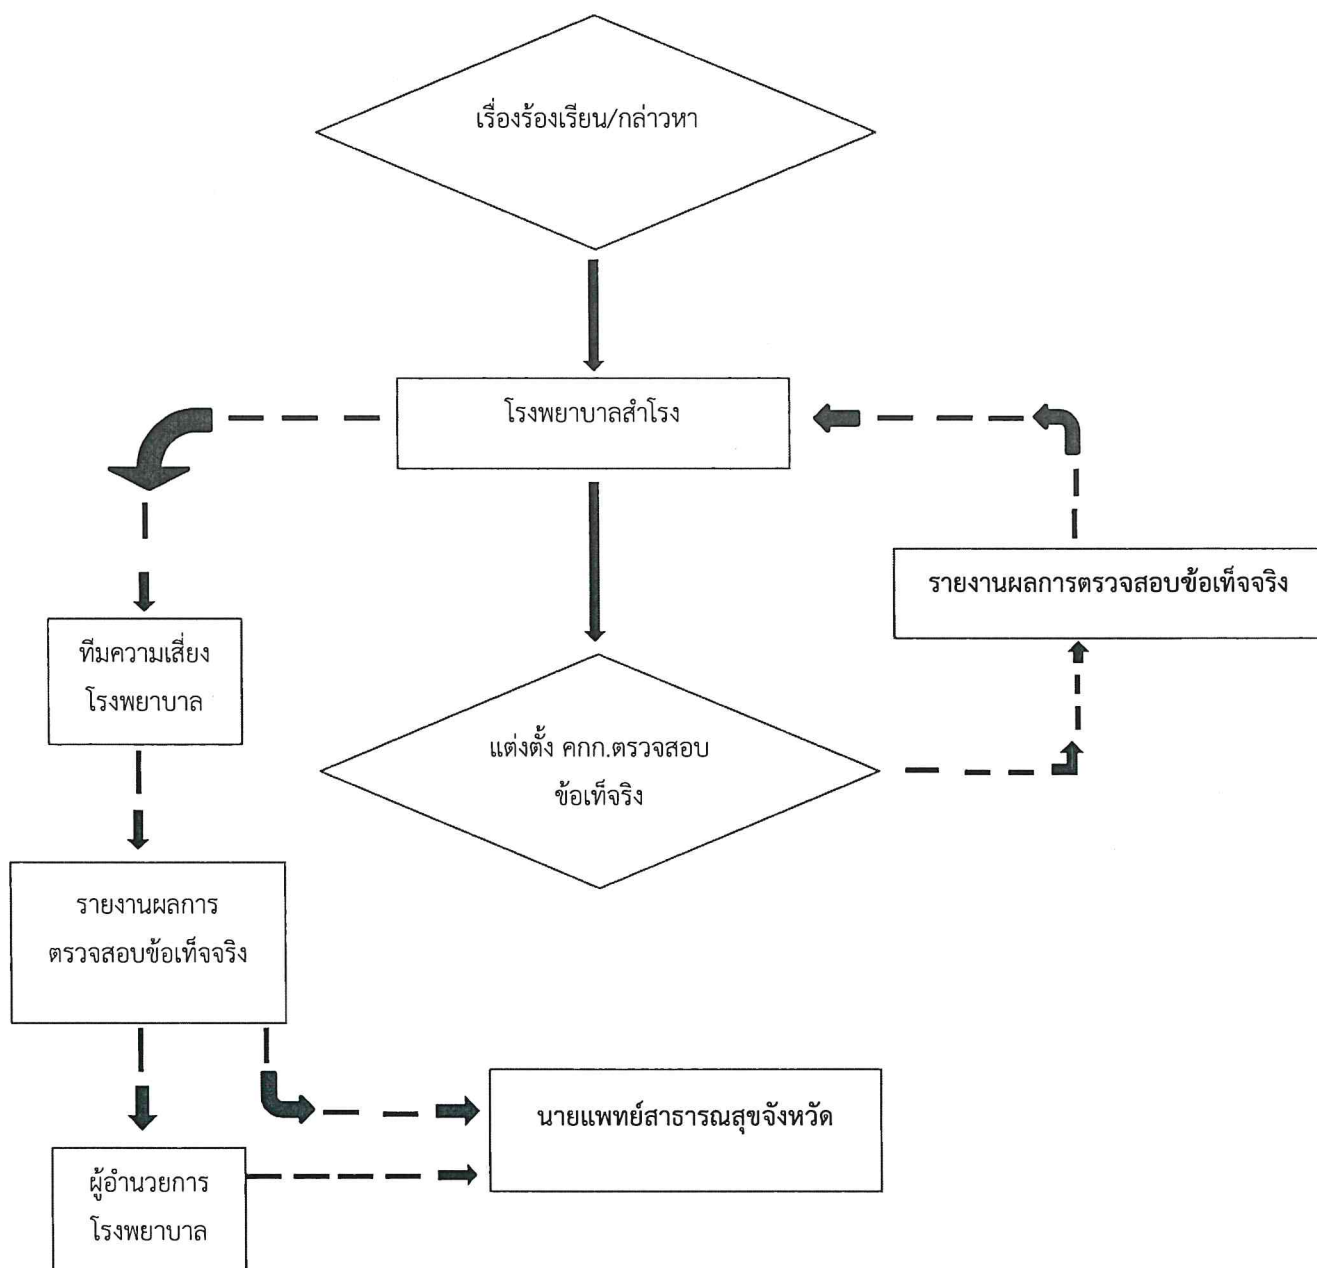 เรื่องร้องเรียน/กล่าวหา
โรงพยาบาลสำโรง
รายงานผลการตรวจสอบข้อเท็จจริง
ทีมความเสี่ยง
โรงพยาบาล
แต่งตั้ง คกก.ตรวจสอบ
ข้อเท็จริง
รายงานผลการ
ตรวจสอบข้อเท็จจริง
นายแพทย์สาธารณสุขจังหวัด
ผู้อำนวยการ
โรงพยาบาล